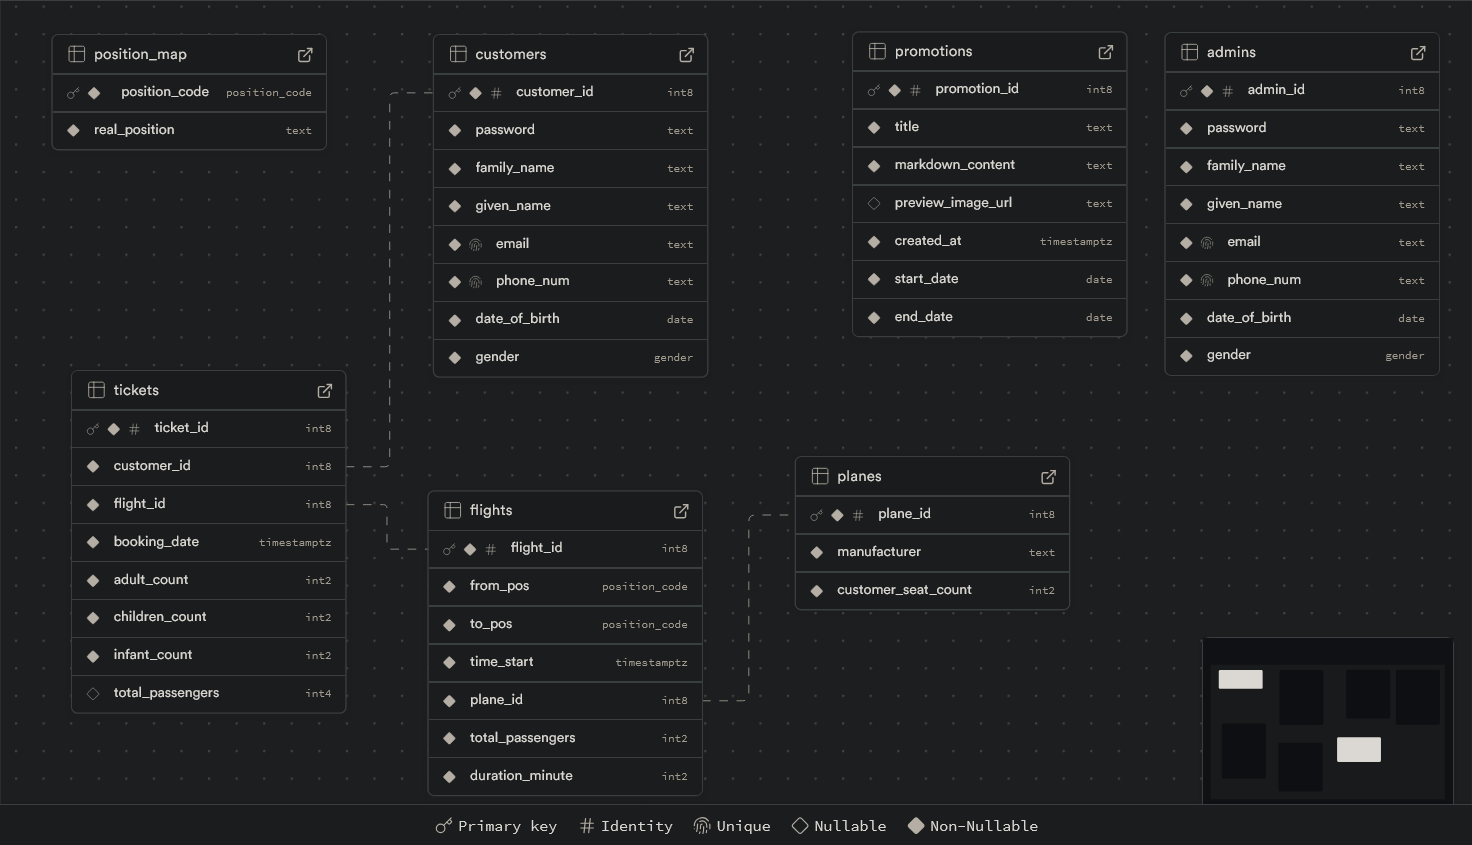 position_map
position_code position_code
real_position text
customers
# customer_id int8
password text
family_name text
given_name text
email text
phone_num text
date_of_birth date
gender gender
promotions
# promotion_id int8
title text
markdown_content text
preview_image_url text
created_at timestamptz
start_date date
end_date date
admins
# admin_id int8
password text
family_name text
given_name text
email text
phone_num text
date_of_birth date
gender gender
tickets
# ticket_id int8
customer_id int8
flight_id int8
booking_date timestamptz
adult_count int2
children_count int2
infant_count int2
total_passengers int4
flights
# flight_id int8
from_pos position_code
to_pos position_code
time_start timestamptz
plane_id int8
total_passengers int2
duration_minute int2
planes
# plane_id int8
manufacturer text
customer_seat_count int2
Primary key # Identity Unique Nullable Non-Nullable